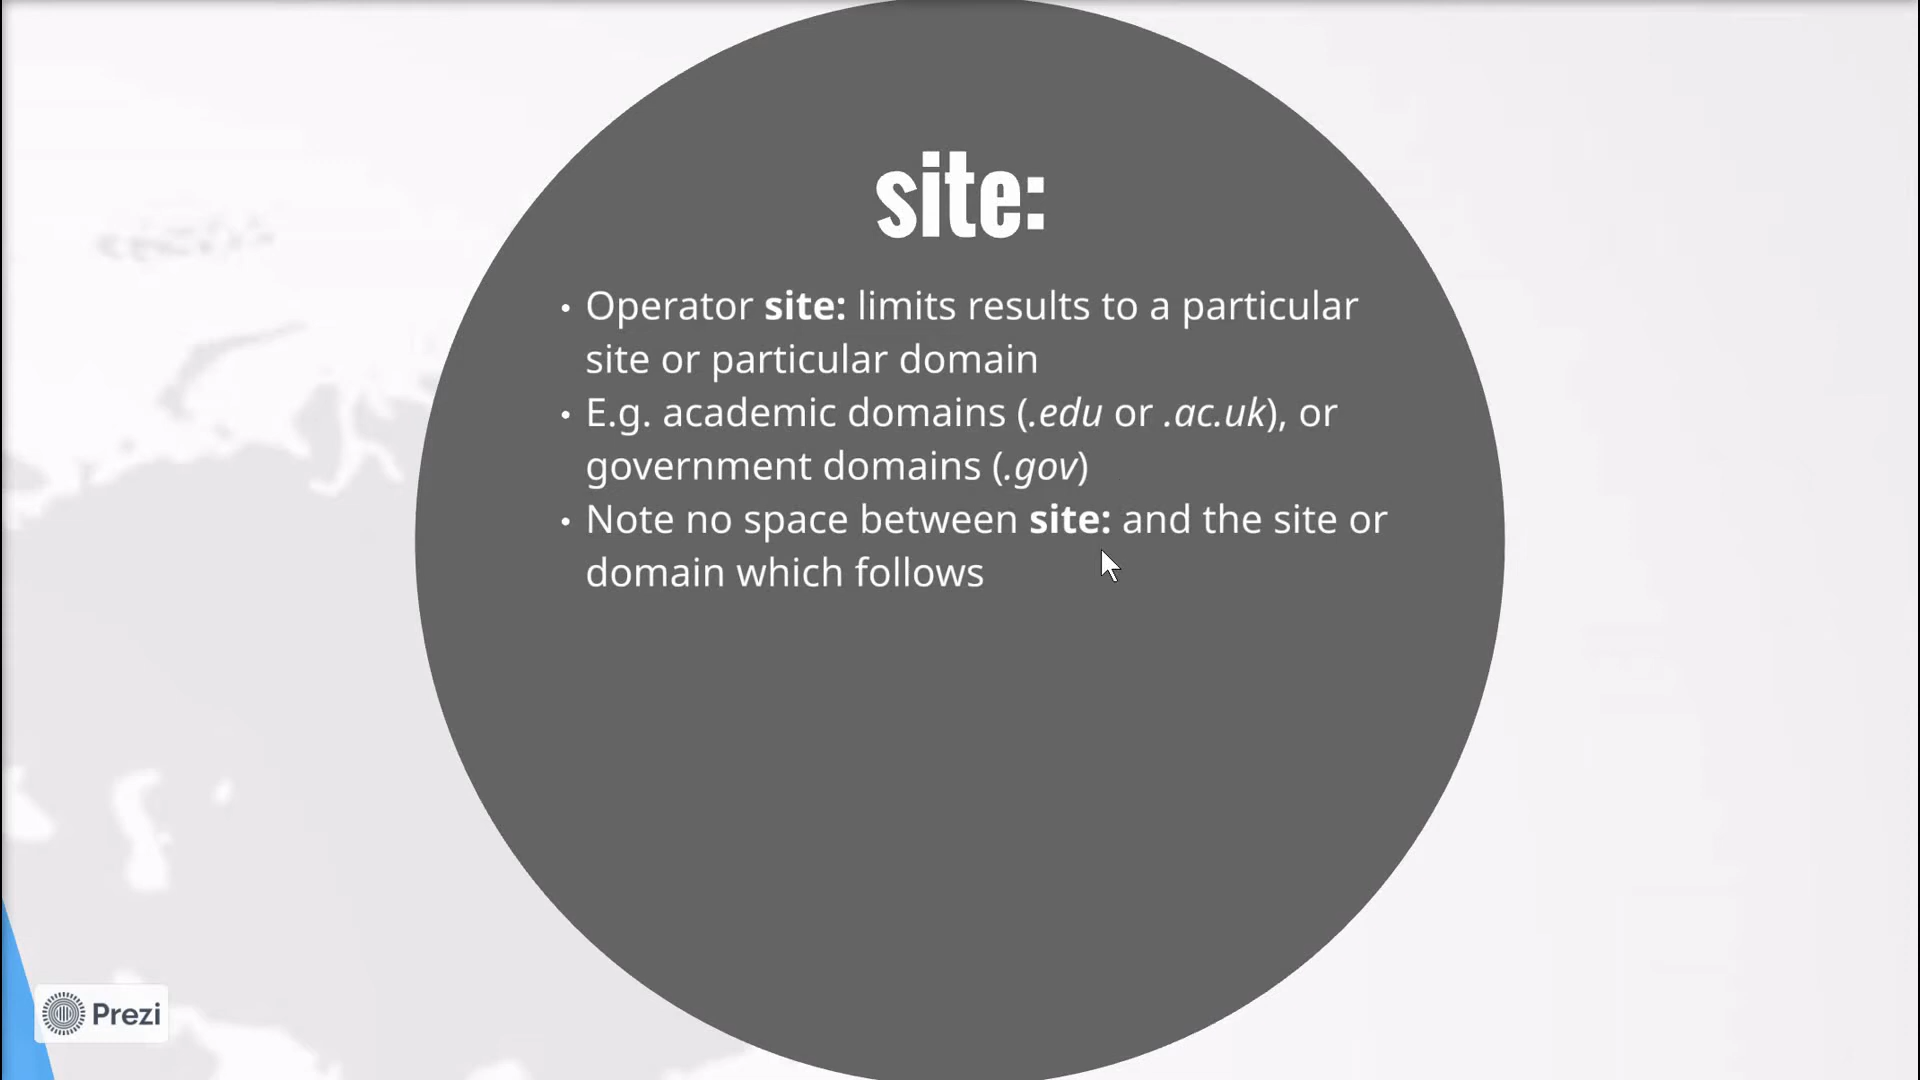 site:
• Operator site: limits results to a particular
site or particular domain
• E.g. academic domains (.edu or .ac.uk), or
government domains (.gov)
• Note no space between site: and the site or
domain which follows
Prezi